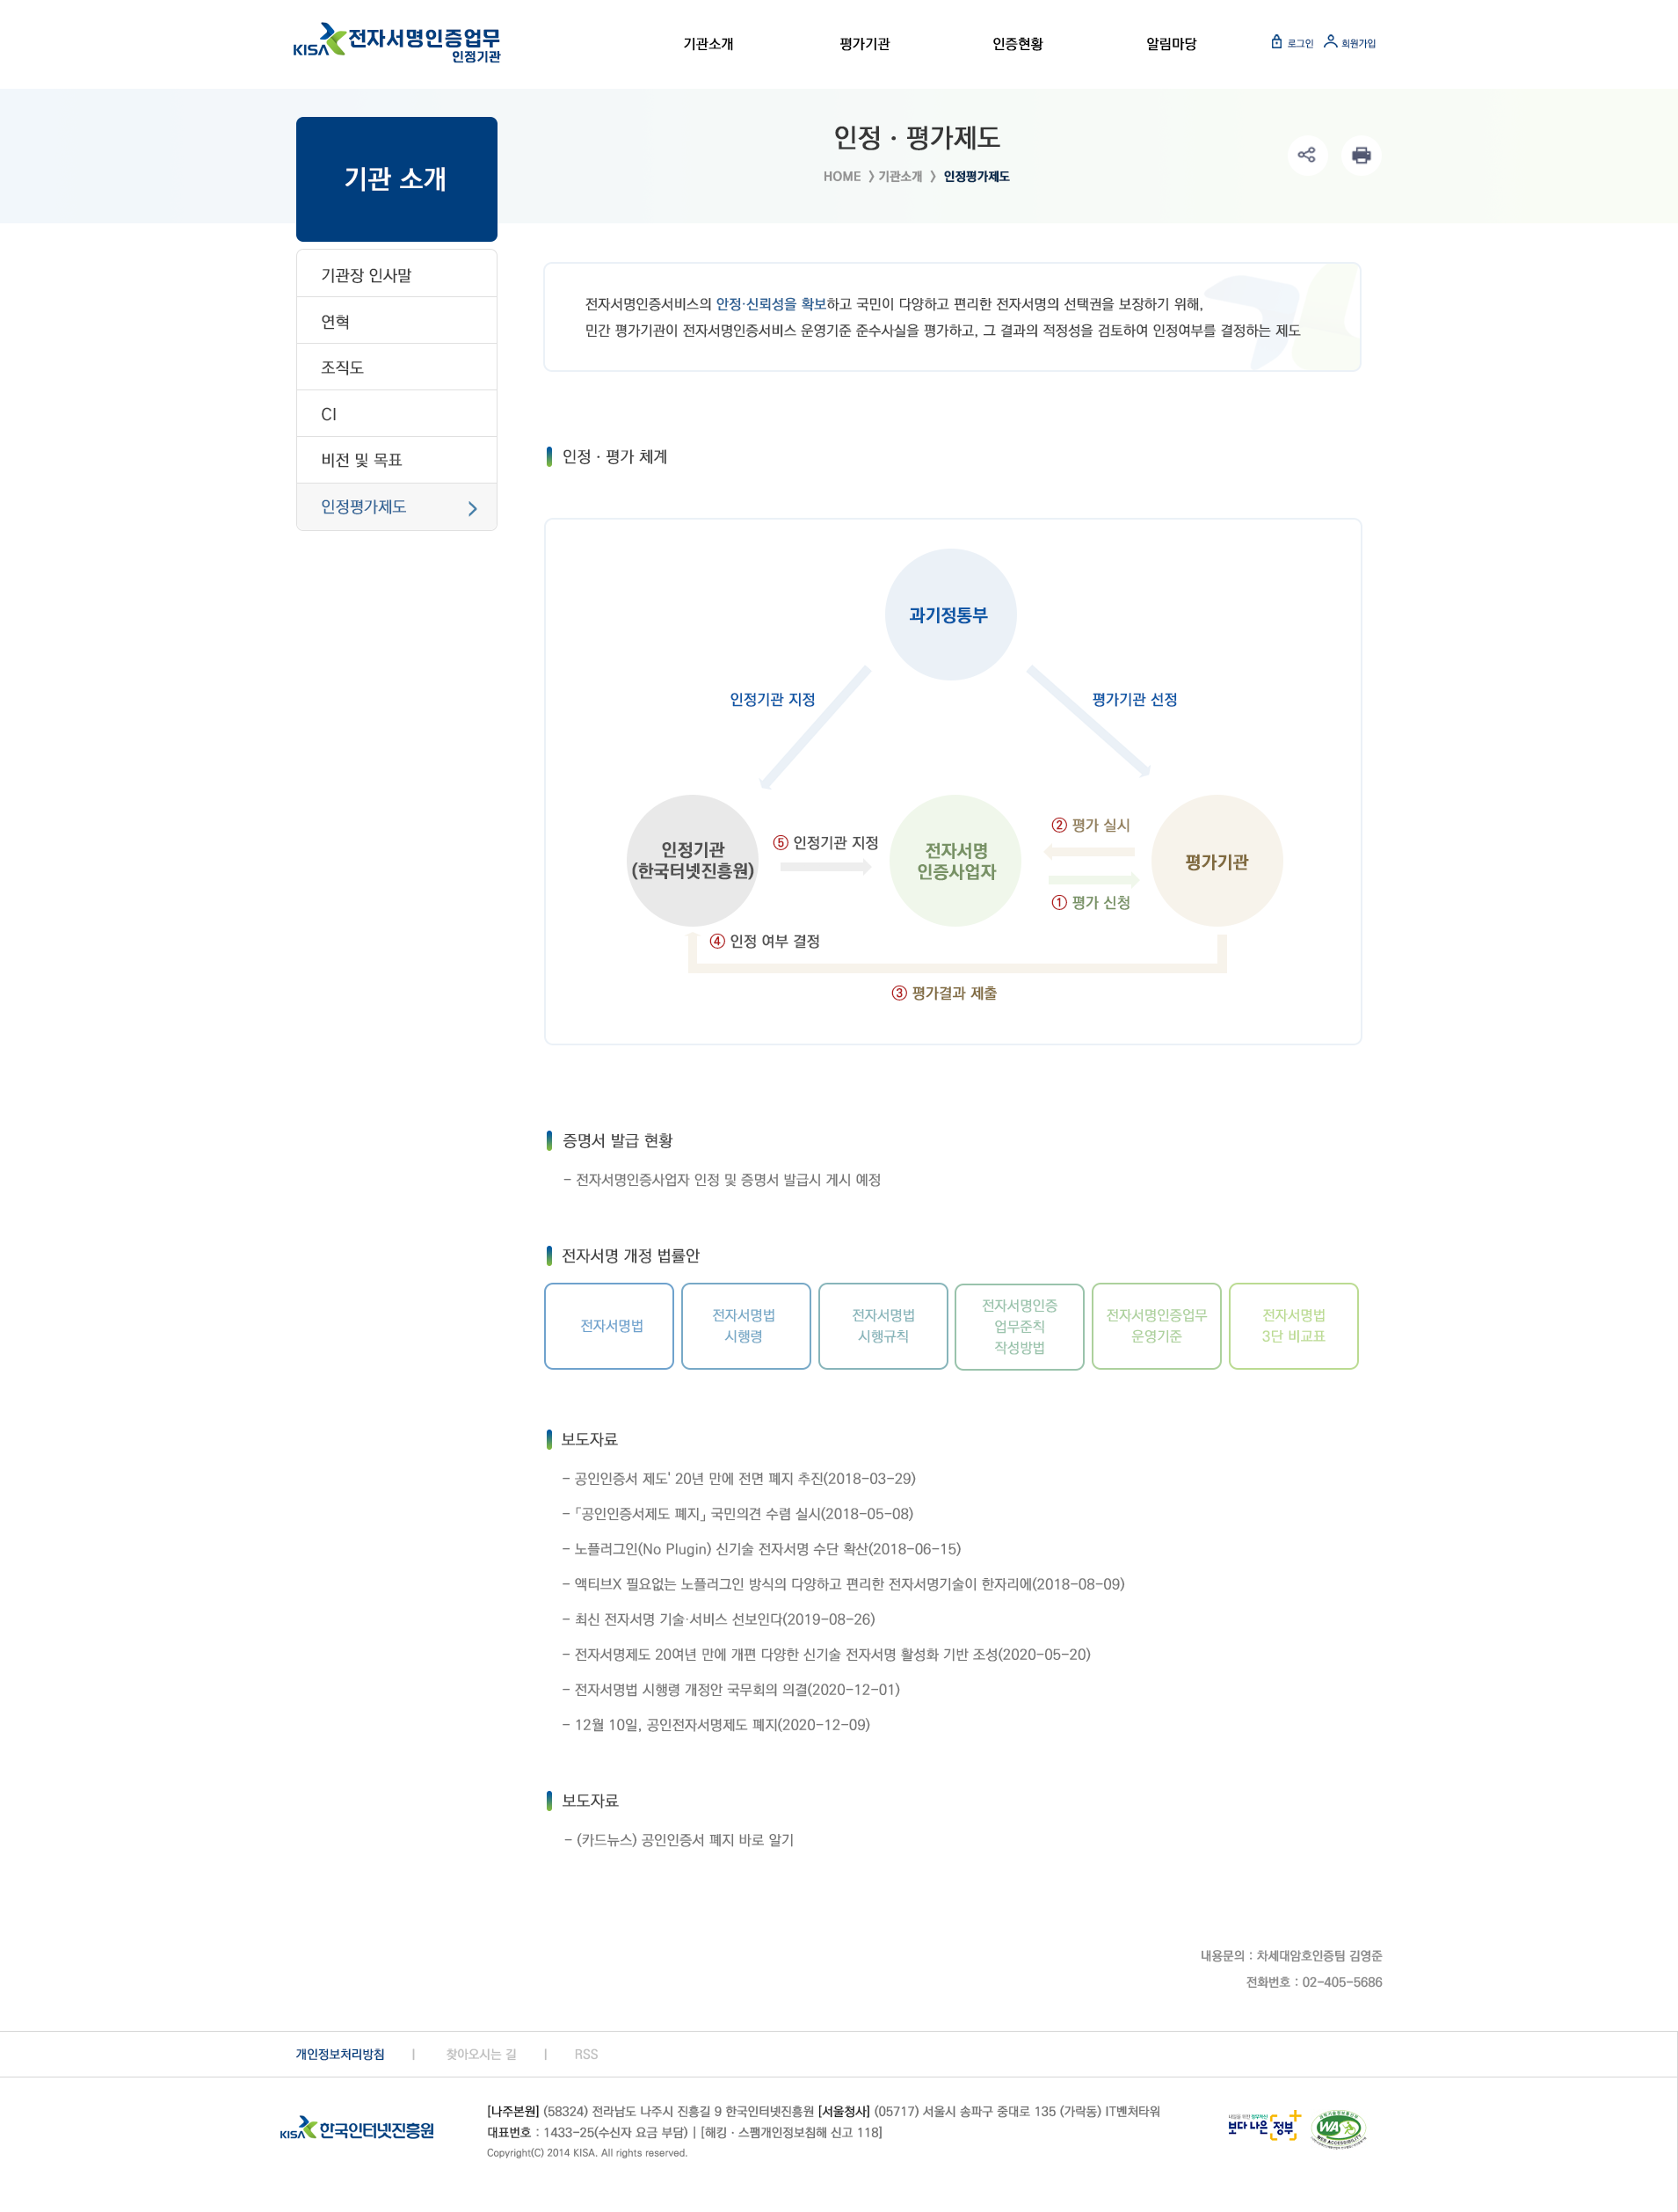 KISA 전자서명인증업무
인정기관
기관소개 평가기관 인증현황 알림마당 로그인 회원가입
기관 소개
인정 · 평가제도
HOME > 기관소개 > 인정평가제도
기관장 인사말
연혁
조직도
CI
비전 및 목표
인정평가제도 >
전자서명인증서비스의 안정·신뢰성을 확보하고 국민이 다양하고 편리한 전자서명의 선택권을 보장하기 위해,
민간 평가기관이 전자서명인증서비스 운영기준 준수사실을 평가하고, 그 결과의 적정성을 검토하여 인정여부를 결정하는 제도
인정 · 평가 체계
과기정통부
인정기관 지정
평가기관 선정
인정기관
(한국터넷진흥원)
⑤ 인정기관 지정
전자서명
인증사업자
② 평가 실시
① 평가 신청
평가기관
④ 인정 여부 결정
③ 평가결과 제출
증명서 발급 현황
- 전자서명인증사업자 인정 및 증명서 발급시 게시 예정
전자서명 개정 법률안
전자서명법
전자서명법
시행령
전자서명법
시행규칙
전자서명인증
업무준칙
작성방법
전자서명인증업무
운영기준
전자서명법
3단 비교표
보도자료
- 공인인증서 제도' 20년 만에 전면 폐지 추진(2018-03-29)
- 「공인인증서제도 폐지」 국민의견 수렴 실시(2018-05-08)
- 노플러그인(No Plugin) 신기술 전자서명 수단 확산(2018-06-15)
- 액티브X 필요없는 노플러그인 방식의 다양하고 편리한 전자서명기술이 한자리에(2018-08-09)
- 최신 전자서명 기술·서비스 선보인다(2019-08-26)
- 전자서명제도 20여년 만에 개편 다양한 신기술 전자서명 활성화 기반 조성(2020-05-20)
- 전자서명법 시행령 개정안 국무회의 의결(2020-12-01)
- 12월 10일, 공인전자서명제도 폐지(2020-12-09)
보도자료
- (카드뉴스) 공인인증서 폐지 바로 알기
내용문의 : 차세대암호인증팀 김영준
전화번호 : 02-405-5686
개인정보처리방침 | 찾아오시는 길 | RSS
KISA 한국인터넷진흥원
[나주본원] (58324) 전라남도 나주시 진흥길 9 한국인터넷진흥원 [서울청사] (05717) 서울시 송파구 중대로 135 (가락동) IT벤처타워
대표번호 : 1433-25(수신자 요금 부담) | [해킹 · 스팸개인정보침해 신고 118]
Copyright(C) 2014 KISA. All rights reserved.
보다 나은 정부
WA
WEB ACCESSIBILITY